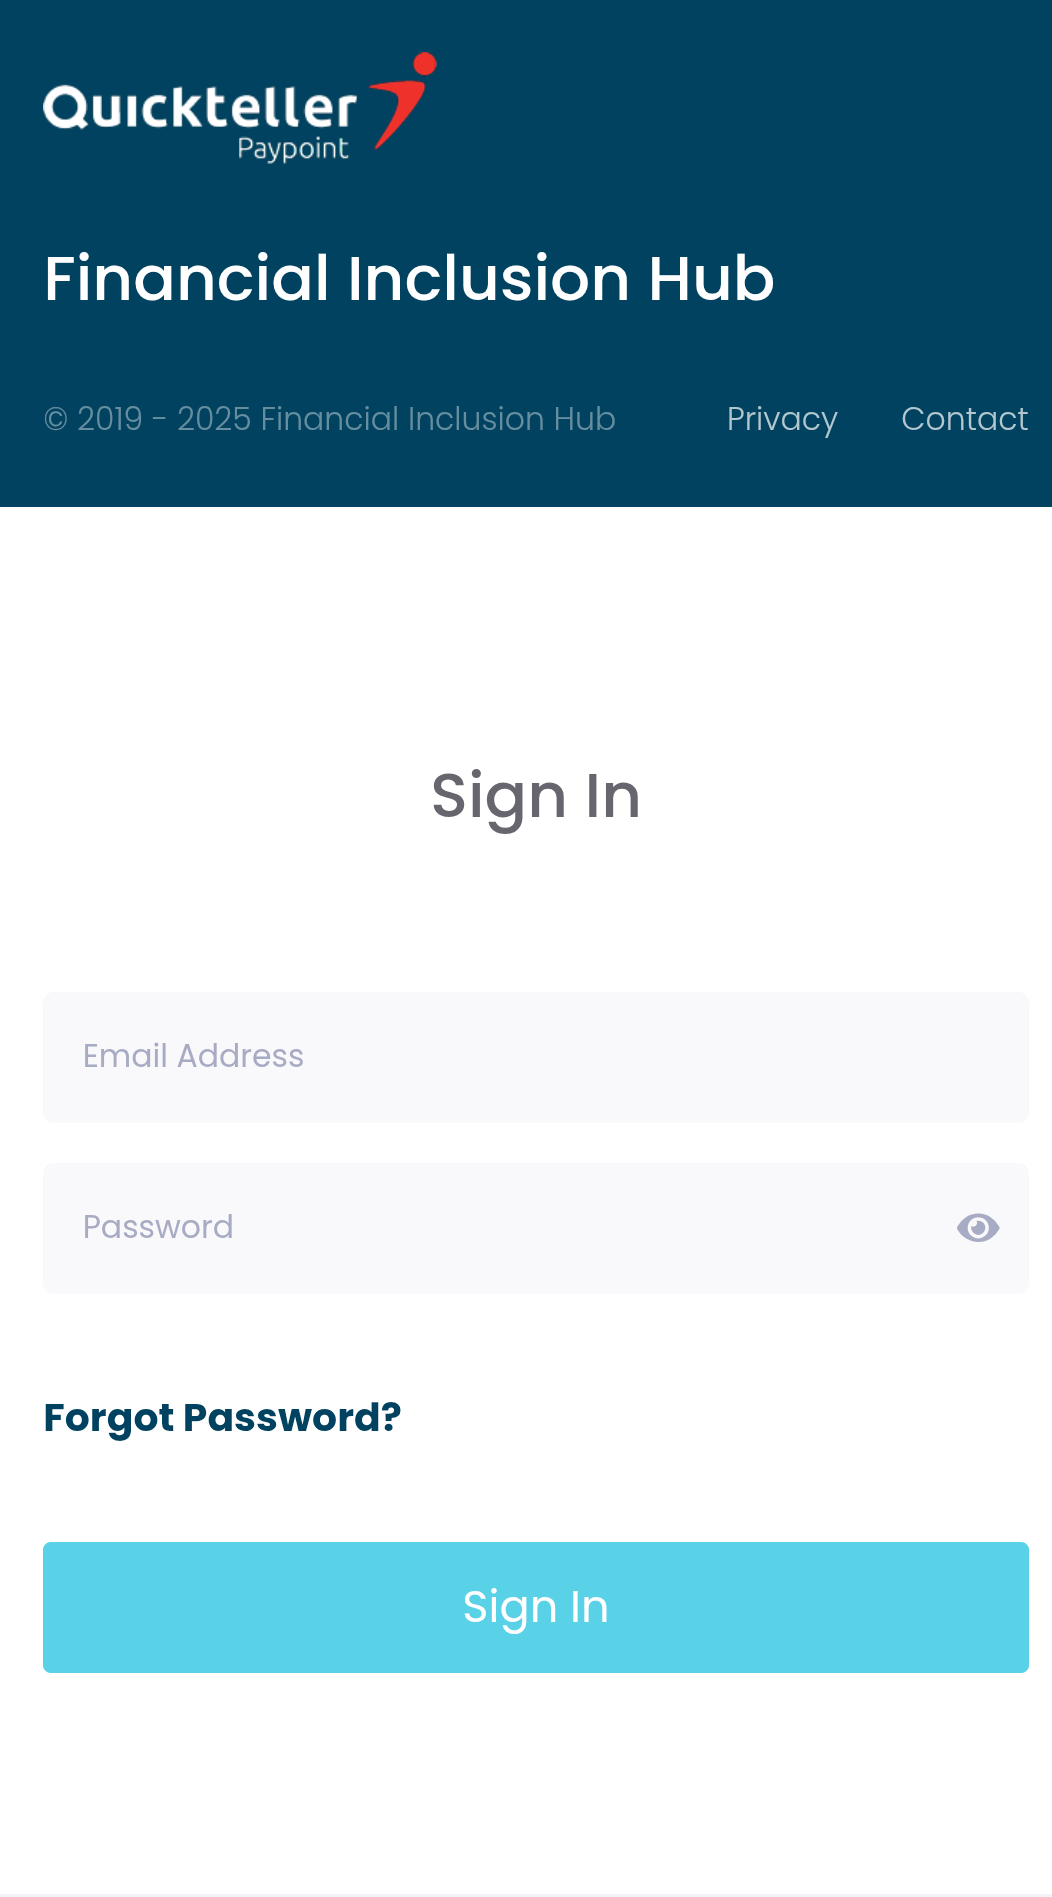 Quickteller
Paypoint
Financial Inclusion Hub
© 2019 - 2025 Financial Inclusion Hub Privacy Contact
Sign In
Email Address
Password
Forgot Password?
Sign In